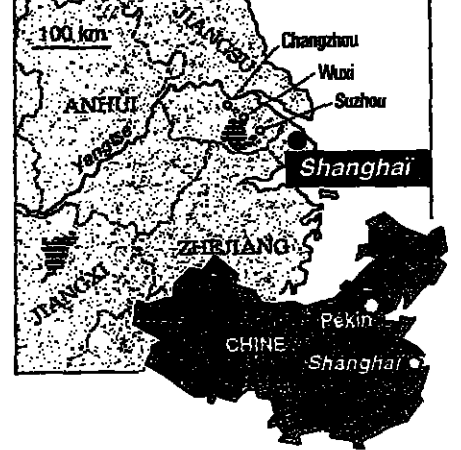 100 km
JIANGSU
Changzhou
Wuxi
Suzhou
ANHUI
Yangtse
Shanghaï
ZHEJIANG
JIANGXI
Pékin
CHINE
Shanghaï